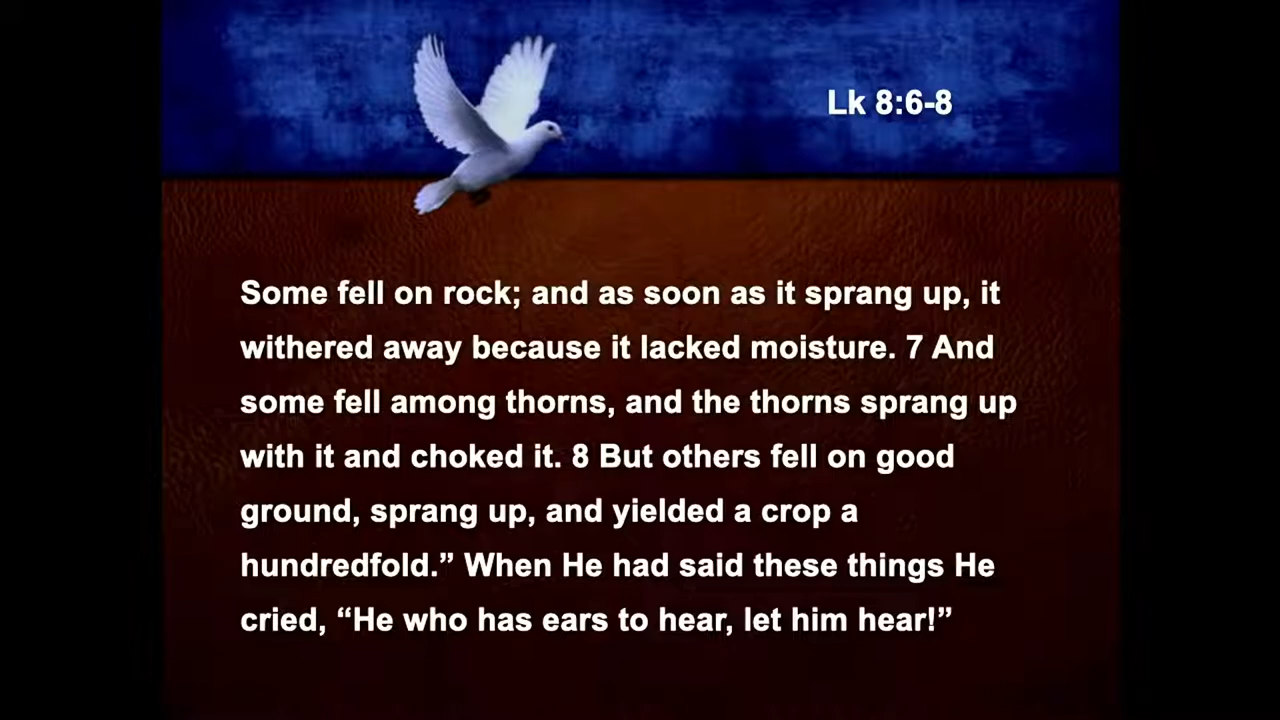 Lk 8:6-8
Some fell on rock; and as soon as it sprang up, it
withered away because it lacked moisture. 7 And
some fell among thorns, and the thorns sprang up
with it and choked it. 8 But others fell on good
ground, sprang up, and yielded a crop a
hundredfold.” When He had said these things He
cried, “He who has ears to hear, let him hear!”